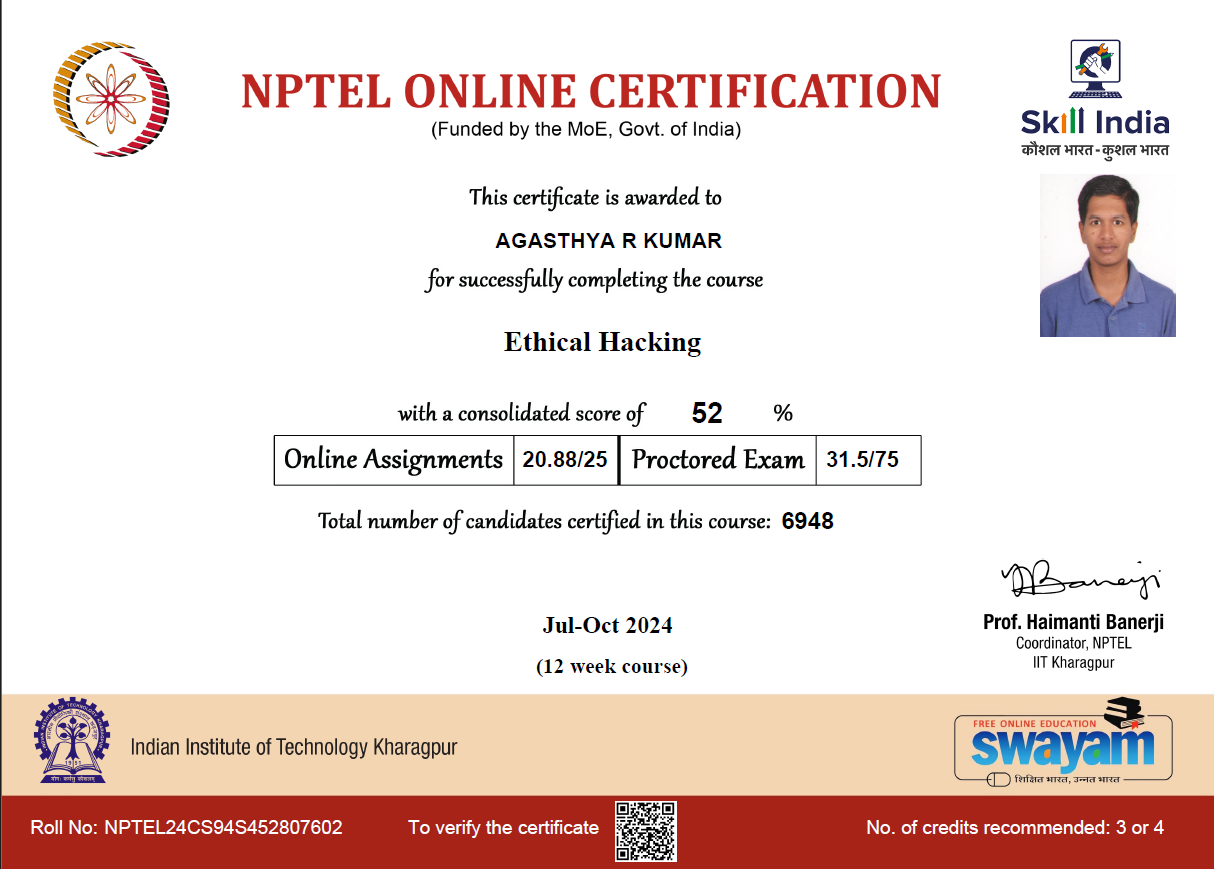 NPTEL ONLINE CERTIFICATION
(Funded by the MoE, Govt. of India)
Skill India
कौशल भारत - कुशल भारत
This certificate is awarded to
AGASTHYA R KUMAR
for successfully completing the course
Ethical Hacking
with a consolidated score of 52 %
Online Assignments 20.88/25 Proctored Exam 31.5/75
Total number of candidates certified in this course: 6948
Jul-Oct 2024
(12 week course)
Prof. Haimanti Banerji
Coordinator, NPTEL
IIT Kharagpur
Indian Institute of Technology Kharagpur
FREE ONLINE EDUCATION
swayam
शिक्षित भारत, उन्नत भारत
Roll No: NPTEL24CS94S452807602
To verify the certificate
No. of credits recommended: 3 or 4